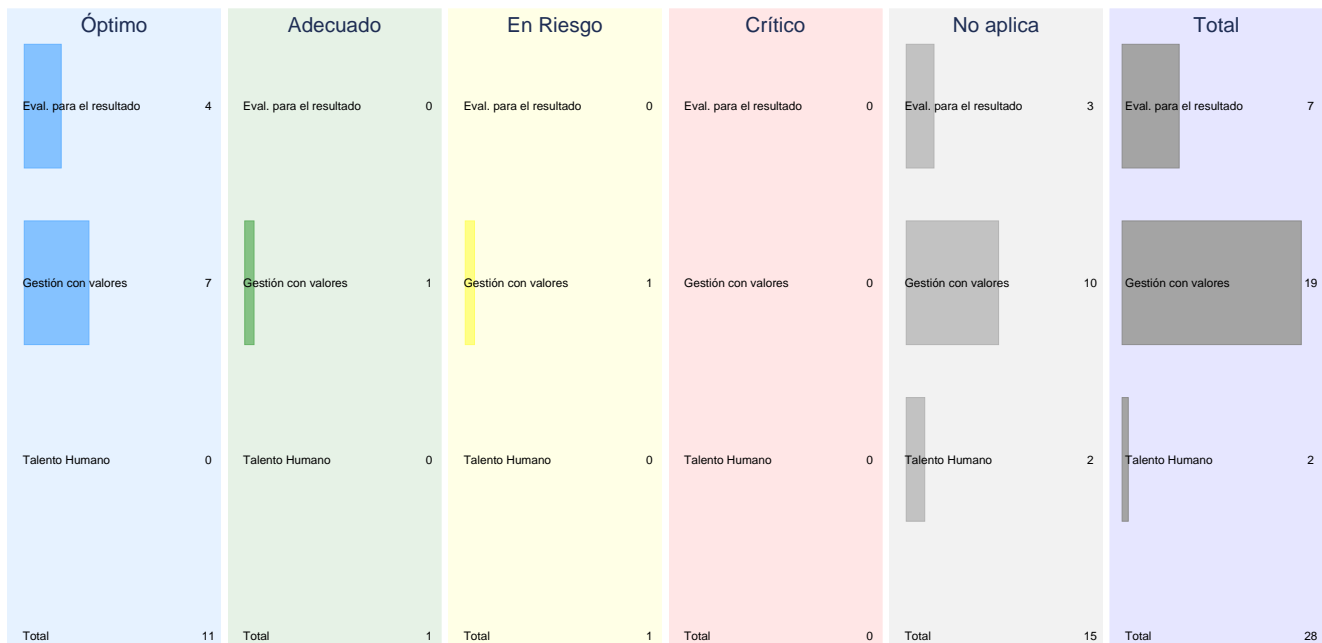 Óptimo Adecuado En Riesgo Crítico No aplica Total
Eval. para el resultado 4 Eval. para el resultado 0 Eval. para el resultado 0 Eval. para el resultado 0 Eval. para el resultado 3 Eval. para el resultado 7
Gestión con valores 7 Gestión con valores 1 Gestión con valores 1 Gestión con valores 0 Gestión con valores 10 Gestión con valores 19
Talento Humano 0 Talento Humano 0 Talento Humano 0 Talento Humano 0 Talento Humano 2 Talento Humano 2
Total 11 Total 1 Total 1 Total 0 Total 15 Total 28